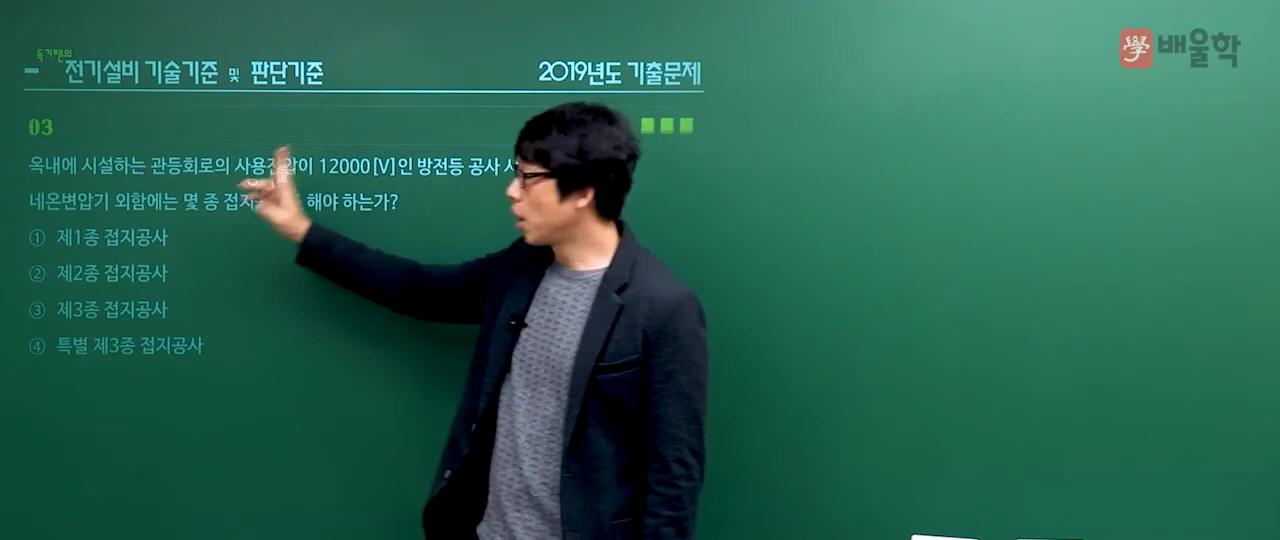 독기팬의
전기설비 기술기준 및 판단기준
2019년도 기출문제
學 배울학
03
옥내에 시설하는 관등회로의 사용전압이 12000[V]인 방전등 공사
네온변압기 외함에는 몇 종 해야 하는가?
① 제1종 접지공사
② 제2종 접지공사
③ 제3종 접지공사
④ 특별 제3종 접지공사